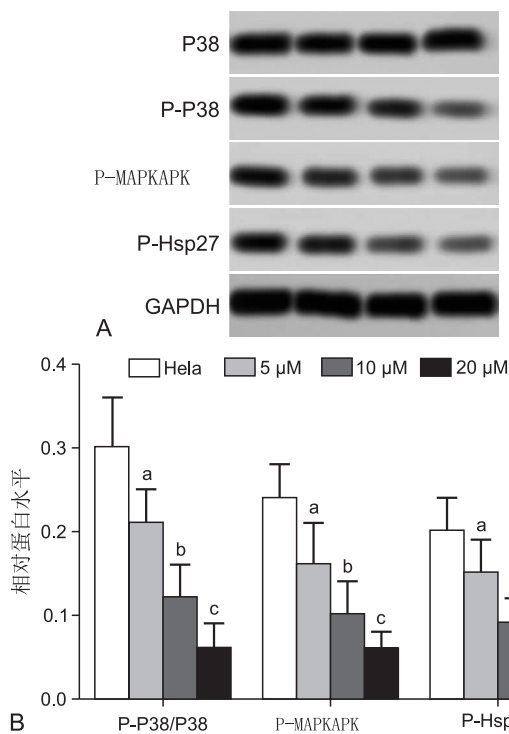 P38
P-P38
P-MAPKAPK
P-Hsp27
GAPDH
A
Hela 5 μM 10 μM 20 μM
相对蛋白水平
0.4
0.3
0.2
0.1
0.0
a
b
c
a
b
c
a
P-P38/P38 P-MAPKAPK P-Hsp
B